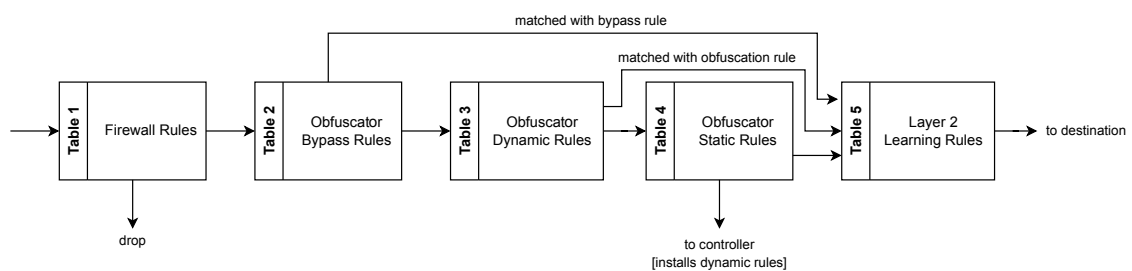 matched with bypass rule
matched with obfuscation rule
Table 1
Firewall Rules
Table 2
Obfuscator
Bypass Rules
Table 3
Obfuscator
Dynamic Rules
Table 4
Obfuscator
Static Rules
Table 5
Layer 2
Learning Rules
to destination
drop
to controller
[installs dynamic rules]